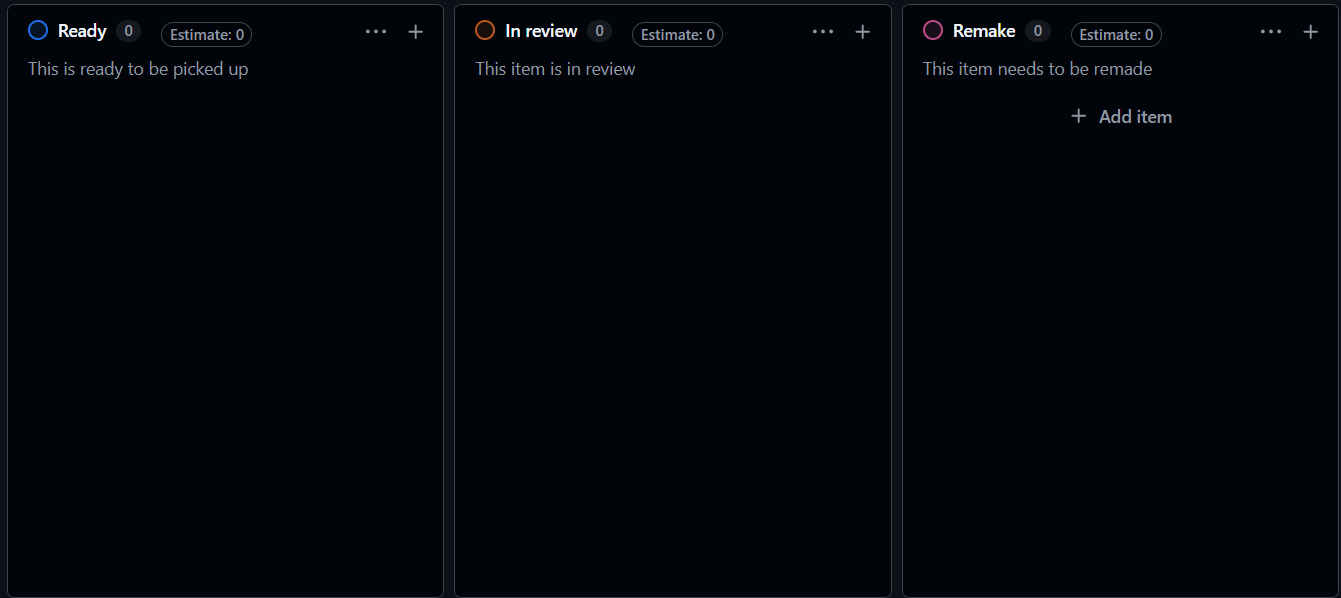 Ready 0 Estimate: 0
This is ready to be picked up
In review 0 Estimate: 0
This item is in review
Remake 0 Estimate: 0
This item needs to be remade
Add item